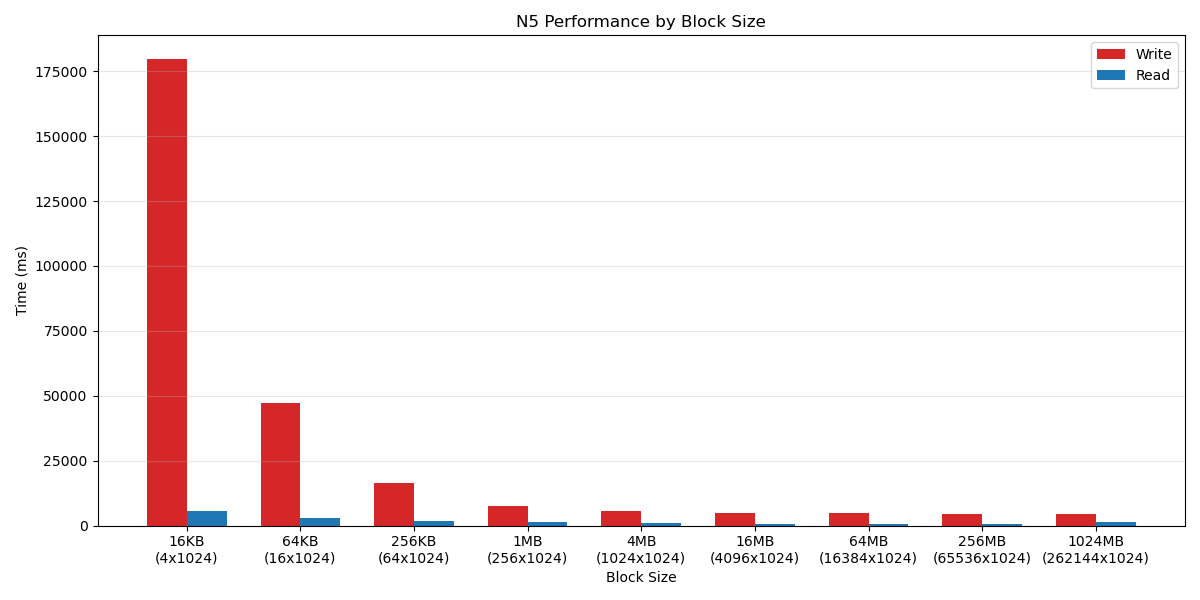 N5 Performance by Block Size
Write
Read
Time (ms)
175000
150000
125000
100000
75000
50000
25000
0
16KB 64KB 256KB 1MB 4MB 16MB 64MB 256MB 1024MB
(4x1024) (16x1024) (64x1024) (256x1024) (1024x1024) (4096x1024) (16384x1024) (65536x1024) (262144x1024)
Block Size